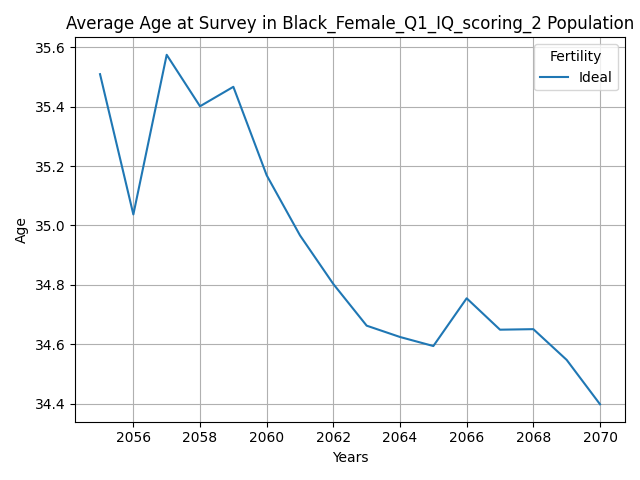 Average Age at Survey in Black_Female_Q1_IQ_scoring_2 Population
Fertility
Ideal
35.6
35.4
35.2
35.0
34.8
34.6
34.4
Age
2056 2058 2060 2062 2064 2066 2068 2070
Years